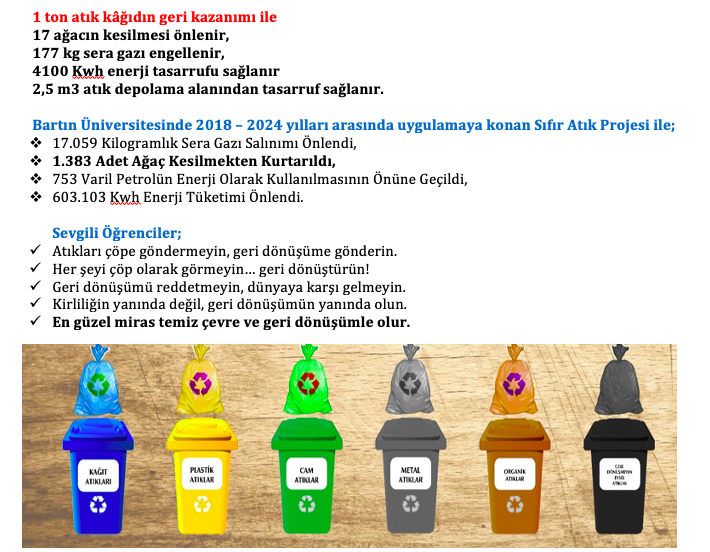 1 ton atık kâğıdın geri kazanımı ile
17 ağacın kesilmesi önlenir,
177 kg sera gazı engellenir,
4100 Kwh enerji tasarrufu sağlanır
2,5 m3 atık depolama alanından tasarruf sağlanır.
Bartın Üniversitesinde 2018 – 2024 yılları arasında uygulamaya konan Sıfır Atık Projesi ile;
❖ 17.059 Kilogramlık Sera Gazı Salınımı Önlendi,
❖ 1.383 Adet Ağaç Kesilmekten Kurtarıldı,
❖ 753 Varil Petrolün Enerji Olarak Kullanılmasının Önüne Geçildi,
❖ 603.103 Kwh Enerji Tüketimi Önlendi.
Sevgili Öğrenciler;
✓ Atıkları çöpe göndermeyin, geri dönüşüme gönderin.
✓ Her şeyi çöp olarak görmeyin… geri dönüştürün!
✓ Geri dönüşümü reddetmeyin, dünyaya karşı gelmeyin.
✓ Kirliliğin yanında değil, geri dönüşümün yanında olun.
✓ En güzel miras temiz çevre ve geri dönüşümle olur.
KAĞIT
ATIKLARI
PLASTİK
ATIKLAR
CAM
ATIKLAR
METAL
ATIKLAR
ORGANİK
ATIKLAR
GERİ
DÖNÜŞMEYEN
EVSEL
ATIKLAR